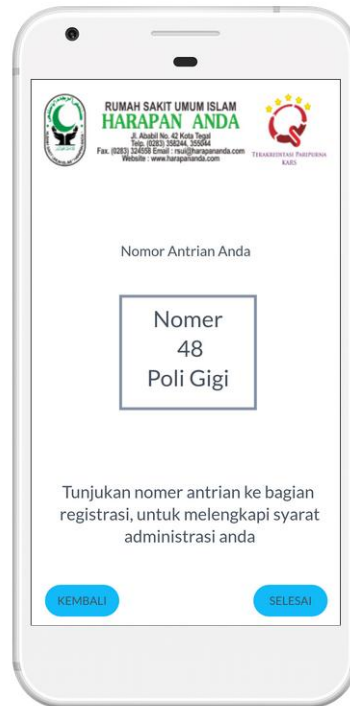 RUMAH SAKIT UMUM ISLAM
HARAPAN ANDA
Jl. Ababil No. 42 Kota Tegal
Telp. (0283) 358244, 355044
Fax. (0283) 324558 Email : rsui@harapananda.com
Website : www.harapananda.com
TERAKREDITASI PARIPURNA
KARS
Nomor Antrian Anda
Nomer
48
Poli Gigi
Tunjukan nomer antrian ke bagian
registrasi, untuk melengkapi syarat
administrasi anda
KEMBALI
SELESAI